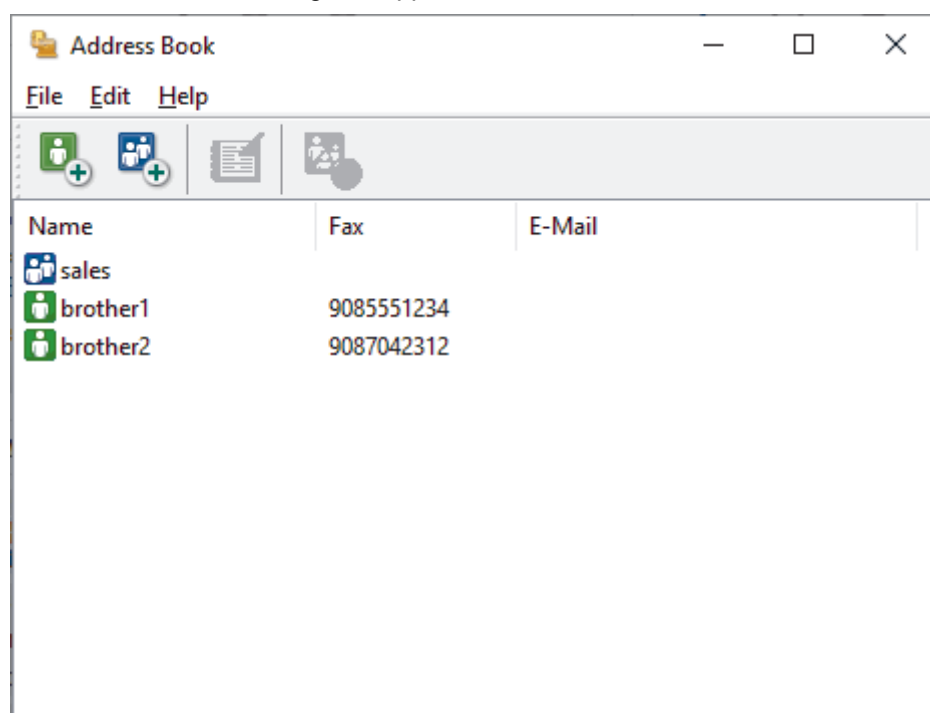 Address Book
File Edit Help
Name Fax E-Mail
sales
brother1 9085551234
brother2 9087042312